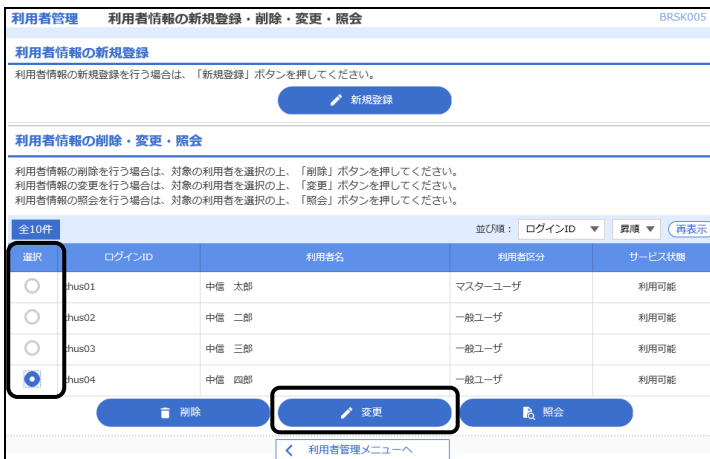 利用者管理 利用者情報の新規登録・削除・変更・照会 BRSK005
利用者情報の新規登録
利用者情報の新規登録を行う場合は、「新規登録」ボタンを押してください。
新規登録
利用者情報の削除・変更・照会
利用者情報の削除を行う場合は、対象の利用者を選択の上、「削除」ボタンを押してください。
利用者情報の変更を行う場合は、対象の利用者を選択の上、「変更」ボタンを押してください。
利用者情報の照会を行う場合は、対象の利用者を選択の上、「照会」ボタンを押してください。
全10件 並び順： ログインID ▼ 昇順 ▼ 再表示
選択 ログインID 利用者名 利用者区分 サービス状態
chus01 中信 太郎 マスターユーザ 利用可能
chus02 中信 二郎 一般ユーザ 利用可能
chus03 中信 三郎 一般ユーザ 利用可能
chus04 中信 四郎 一般ユーザ 利用可能
削除 変更 照会
利用者管理メニューへ